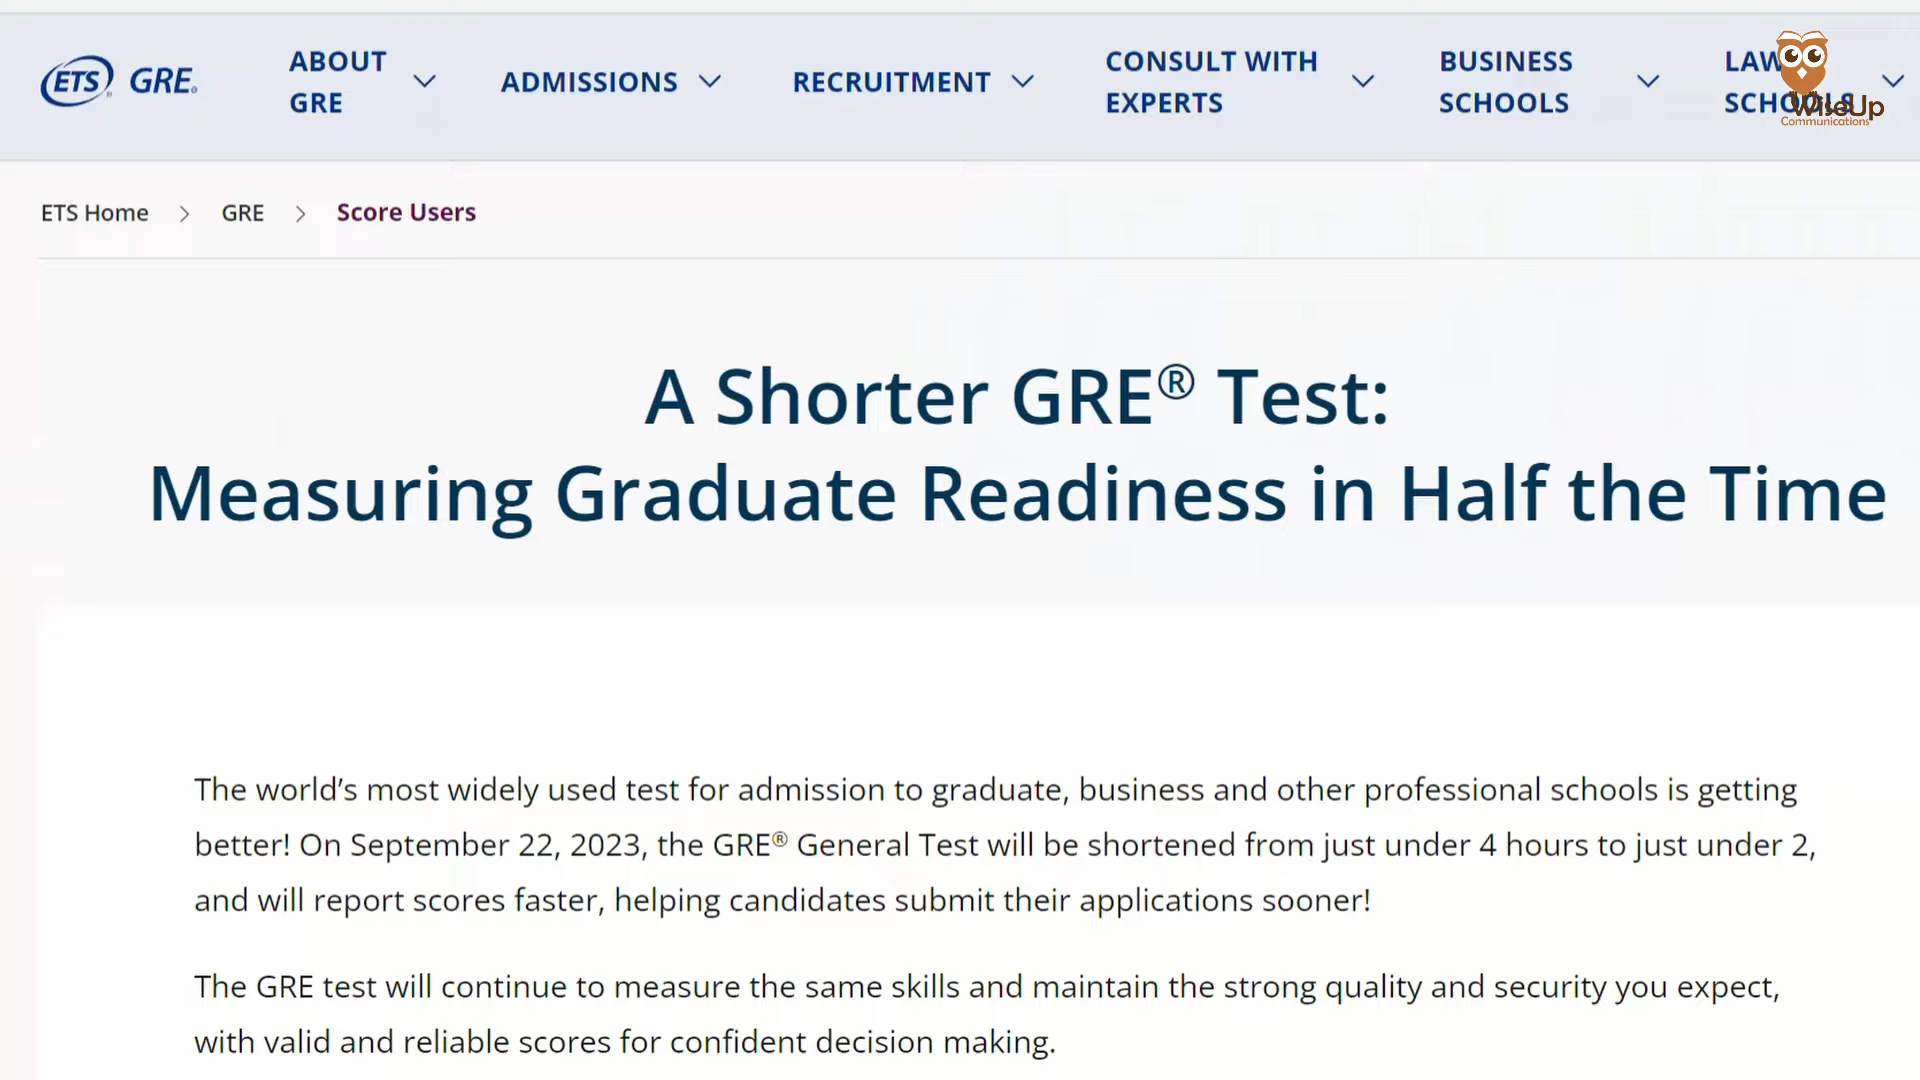 ETS GRE®
ABOUT GRE
ADMISSIONS
RECRUITMENT
CONSULT WITH EXPERTS
BUSINESS SCHOOLS
LAW SCHOOLS
WiseUp
Communications
ETS Home > GRE > Score Users
A Shorter GRE® Test:
Measuring Graduate Readiness in Half the Time
The world’s most widely used test for admission to graduate, business and other professional schools is getting
better! On September 22, 2023, the GRE® General Test will be shortened from just under 4 hours to just under 2,
and will report scores faster, helping candidates submit their applications sooner!
The GRE test will continue to measure the same skills and maintain the strong quality and security you expect,
with valid and reliable scores for confident decision making.